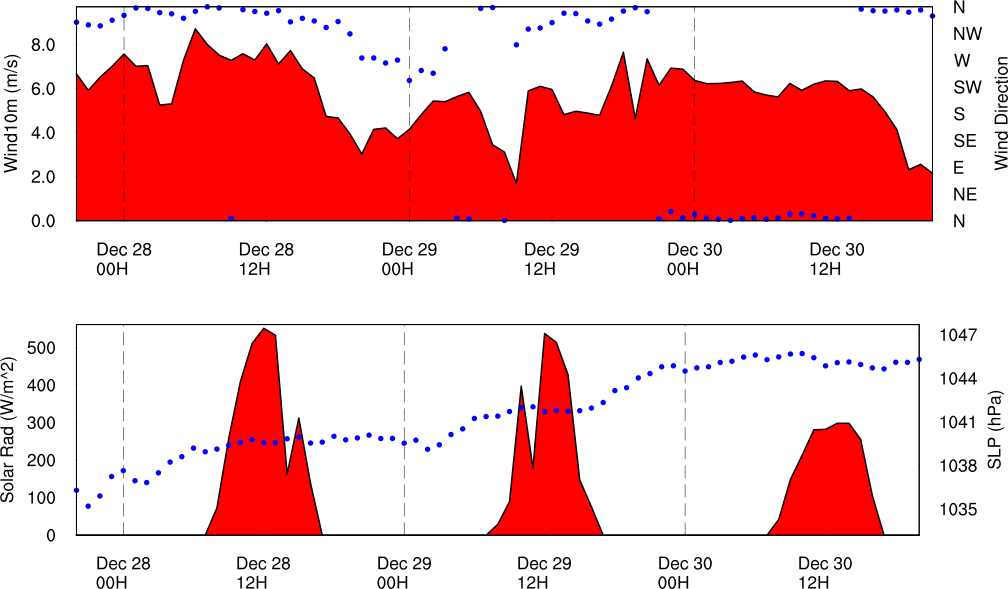 N
NW
W
SW
S
SE
E
NE
N
Wind Direction
8.0
6.0
4.0
2.0
0.0
Wind10m (m/s)
Dec 28 Dec 28 Dec 29 Dec 29 Dec 30 Dec 30
00H 12H 00H 12H 00H 12H
500
400
300
200
100
0
Solar Rad (W/m^2)
1047
1044
1041
1038
1035
SLP (hPa)
Dec 28 Dec 28 Dec 29 Dec 29 Dec 30 Dec 30
00H 12H 00H 12H 00H 12H